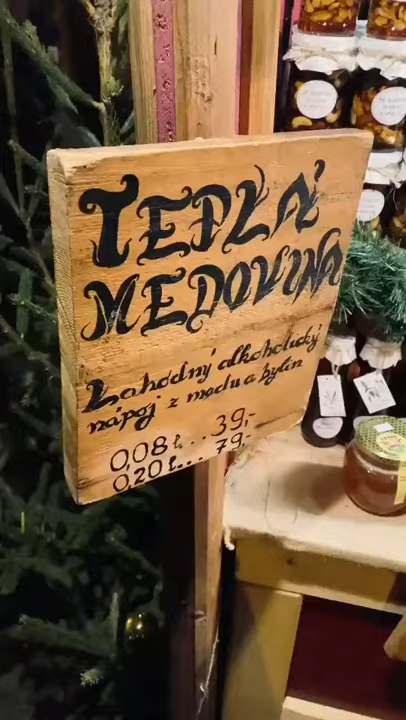 TEPLÁ
MEDOVINA
Lahodný alkoholický
nápoj z medu a bylin
0,08 ł... 39,-
0,20 ł... 79,-